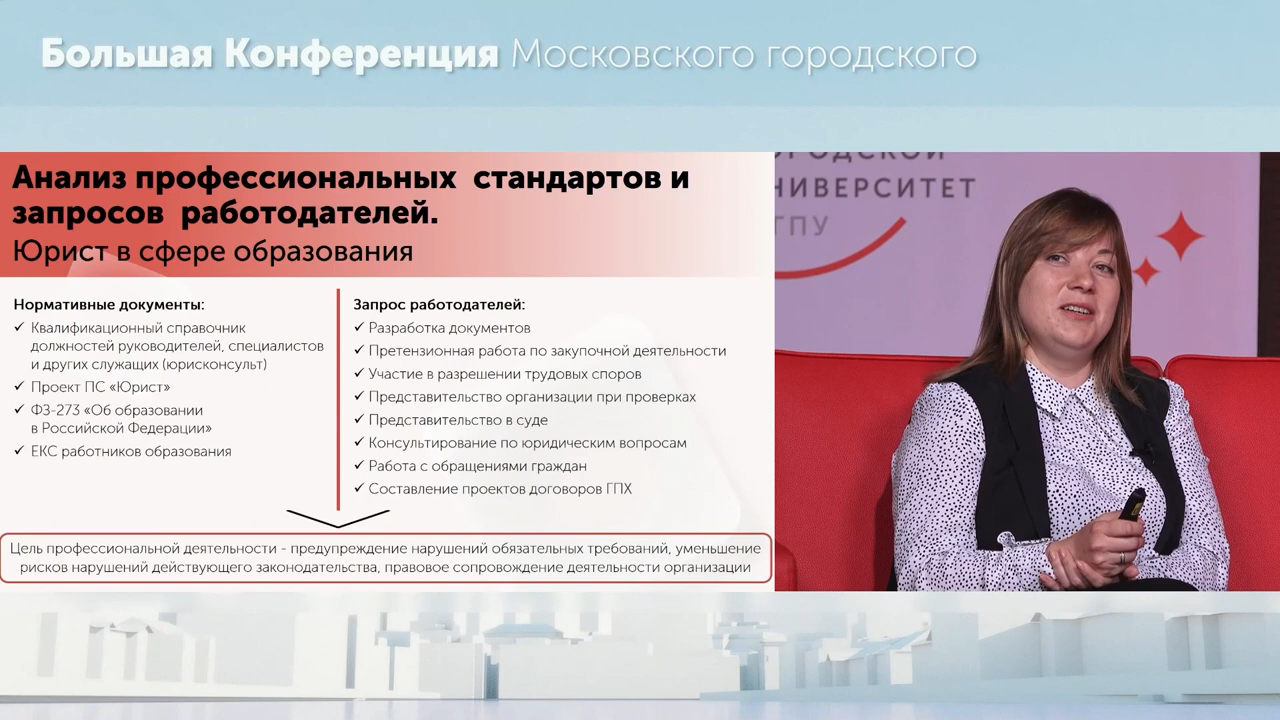 Большая Конференция Московского городского
Анализ профессиональных стандартов и
запросов работодателей.
Юрист в сфере образования
Нормативные документы:
✓ Квалификационный справочник
должностей руководителей, специалистов
и других служащих (юрисконсульт)
✓ Проект ПС «Юрист»
✓ ФЗ-273 «Об образовании
в Российской Федерации»
✓ ЕКС работников образования
Запрос работодателей:
✓ Разработка документов
✓ Претензионная работа по закупочной деятельности
✓ Участие в разрешении трудовых споров
✓ Представительство организации при проверках
✓ Представительство в суде
✓ Консультирование по юридическим вопросам
✓ Работа с обращениями граждан
✓ Составление проектов договоров ГПХ
Цель профессиональной деятельности - предупреждение нарушений обязательных требований, уменьшение
рисков нарушений действующего законодательства, правовое сопровождение деятельности организации